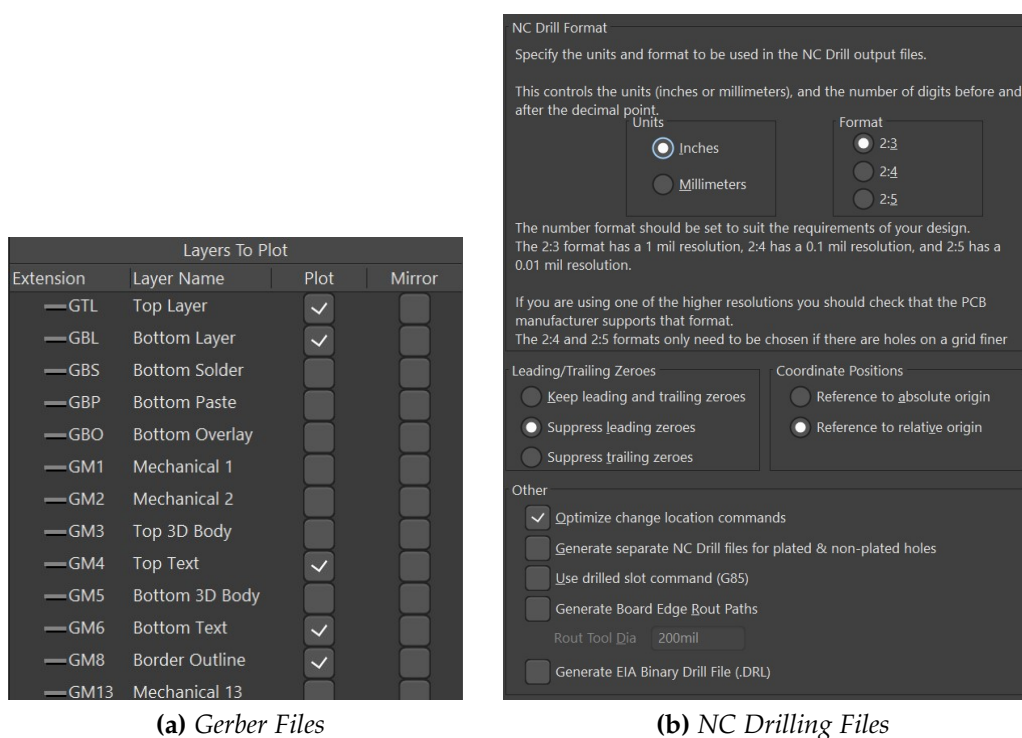 Layers To Plot
Extension Layer Name Plot Mirror
GTL Top Layer
GBL Bottom Layer
GBS Bottom Solder
GBP Bottom Paste
GBO Bottom Overlay
GM1 Mechanical 1
GM2 Mechanical 2
GM3 Top 3D Body
GM4 Top Text
GM5 Bottom 3D Body
GM6 Bottom Text
GM8 Border Outline
GM13 Mechanical 13
(a) Gerber Files
NC Drill Format
Specify the units and format to be used in the NC Drill output files.
This controls the units (inches or millimeters), and the number of digits before and
after the decimal point.
Units Format
Inches 2:3
2:4
Millimeters
2:5
The number format should be set to suit the requirements of your design.
The 2:3 format has a 1 mil resolution, 2:4 has a 0.1 mil resolution, and 2:5 has a
0.01 mil resolution.
If you are using one of the higher resolutions you should check that the PCB
manufacturer supports that format.
The 2:4 and 2:5 formats only need to be chosen if there are holes on a grid finer
Leading/Trailing Zeroes
Keep leading and trailing zeroes
Suppress leading zeroes
Suppress trailing zeroes
Coordinate Positions
Reference to absolute origin
Reference to relative origin
Other
Optimize change location commands
Generate separate NC Drill files for plated & non-plated holes
Use drilled slot command (G85)
Generate Board Edge Rout Paths
Rout Tool Dia 200mil
Generate EIA Binary Drill File (.DRL)
(b) NC Drilling Files